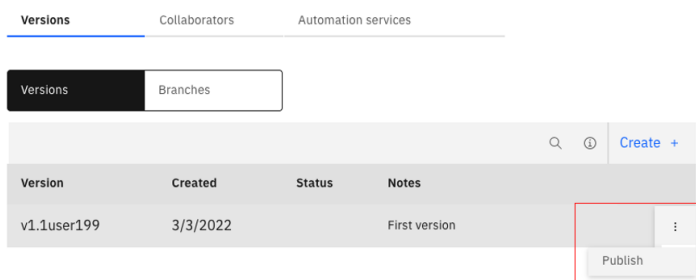 Versions Collaborators Automation services
Versions Branches
Create +
Version Created Status Notes
v1.1user199 3/3/2022 First version
Publish